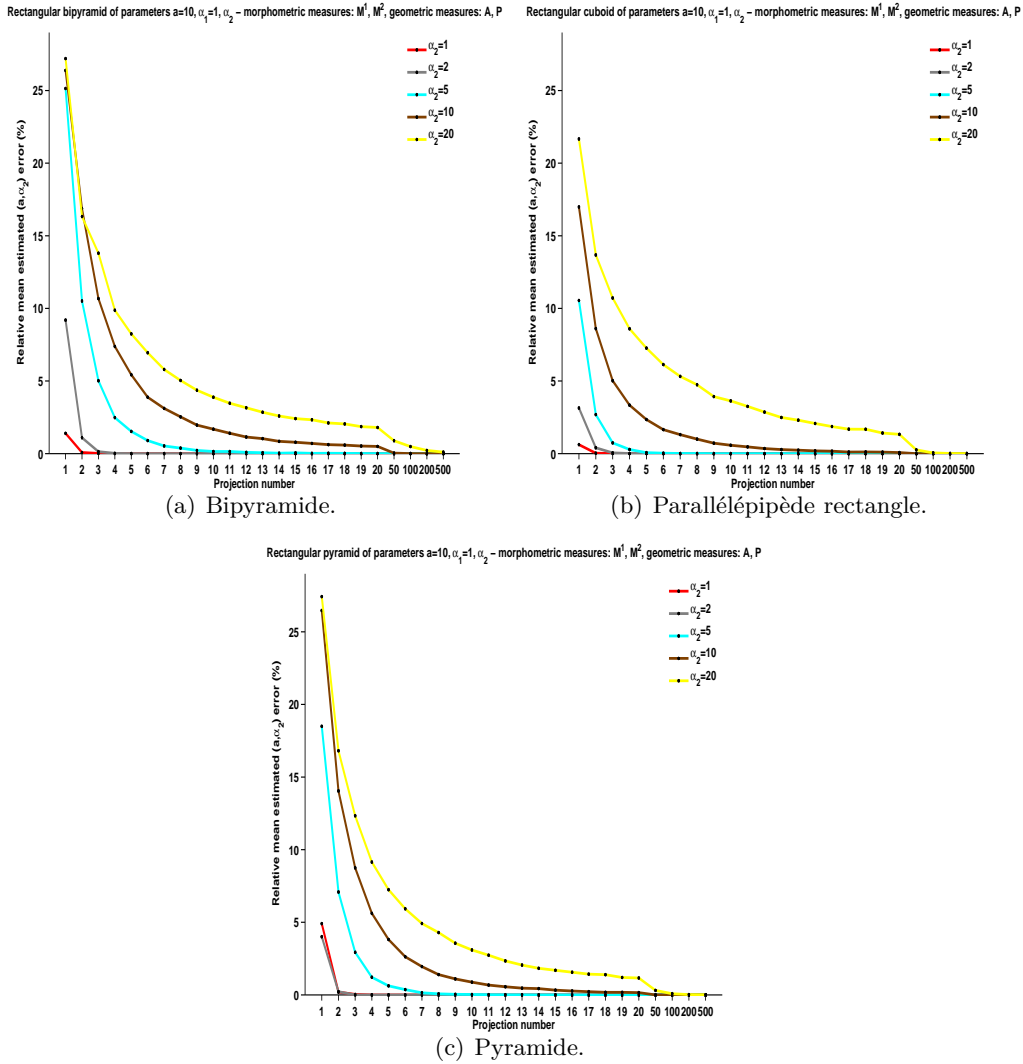 Rectangular bipyramid of parameters a=10, α₁=1, α₂ – morphometric measures: M¹, M², geometric measures: A, P
Relative mean estimated (a,α₂) error (%)
25
20
15
10
5
0
α₂=1
α₂=2
α₂=5
α₂=10
α₂=20
1 2 3 4 5 6 7 8 9 10 11 12 13 14 15 16 17 18 19 20 50 100 200 500
Projection number
(a) Bipyramide.
Rectangular cuboid of parameters a=10, α₁=1, α₂ – morphometric measures: M¹, M², geometric measures: A, P
Relative mean estimated (a,α₂) error (%)
25
20
15
10
5
0
α₂=1
α₂=2
α₂=5
α₂=10
α₂=20
1 2 3 4 5 6 7 8 9 10 11 12 13 14 15 16 17 18 19 20 50 100 200 500
Projection number
(b) Parallélépipède rectangle.
Rectangular pyramid of parameters a=10, α₁=1, α₂ – morphometric measures: M¹, M², geometric measures: A, P
Relative mean estimated (a,α₂) error (%)
25
20
15
10
5
0
α₂=1
α₂=2
α₂=5
α₂=10
α₂=20
1 2 3 4 5 6 7 8 9 10 11 12 13 14 15 16 17 18 19 20 50 100 200 500
Projection number
(c) Pyramide.